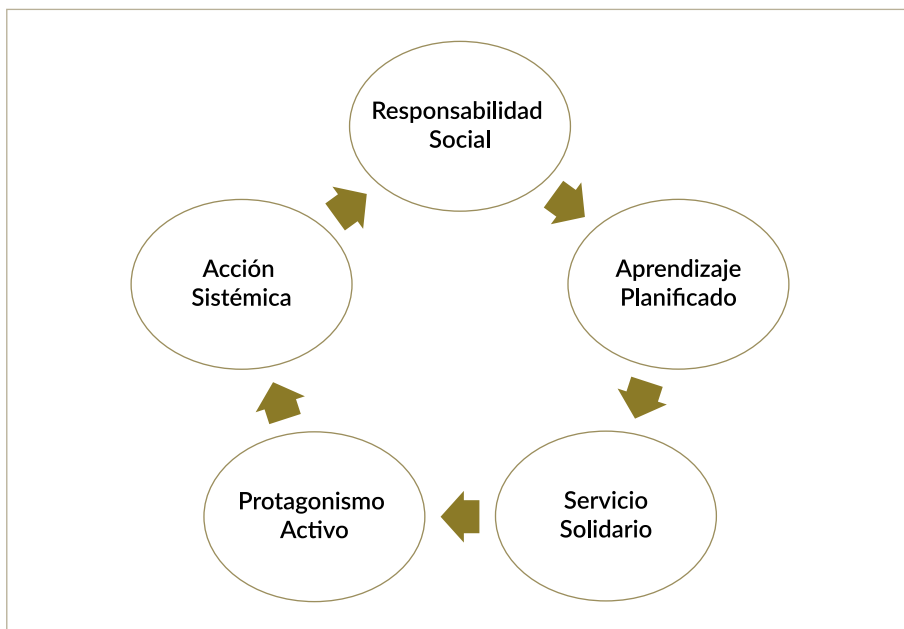 Responsabilidad
Social
Aprendizaje
Planificado
Servicio
Solidario
Protagonismo
Activo
Acción
Sistémica